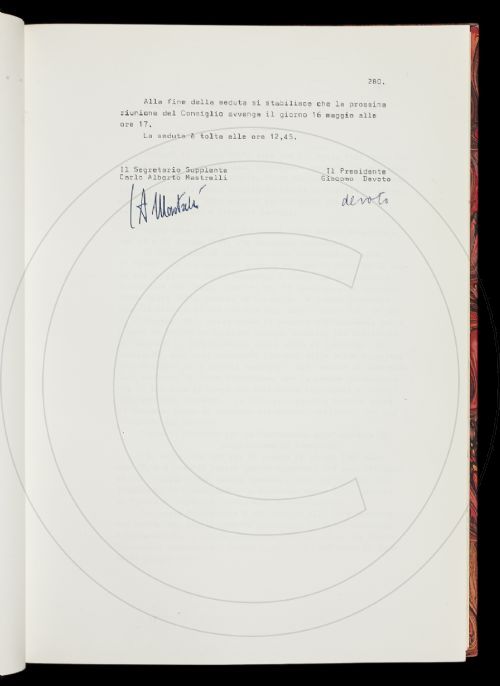 280.
Alla fine della seduta si stabilisce che la prossima
riunione del Consiglio avvenga il giorno 16 maggio alle
ore 17.
La seduta è tolta alle ore 12,45.
Il Segretario Supplente
Il Presidente
Carlo Alberto Mastrelli
Giacomo Devoto
CA Mastrelli
devoto